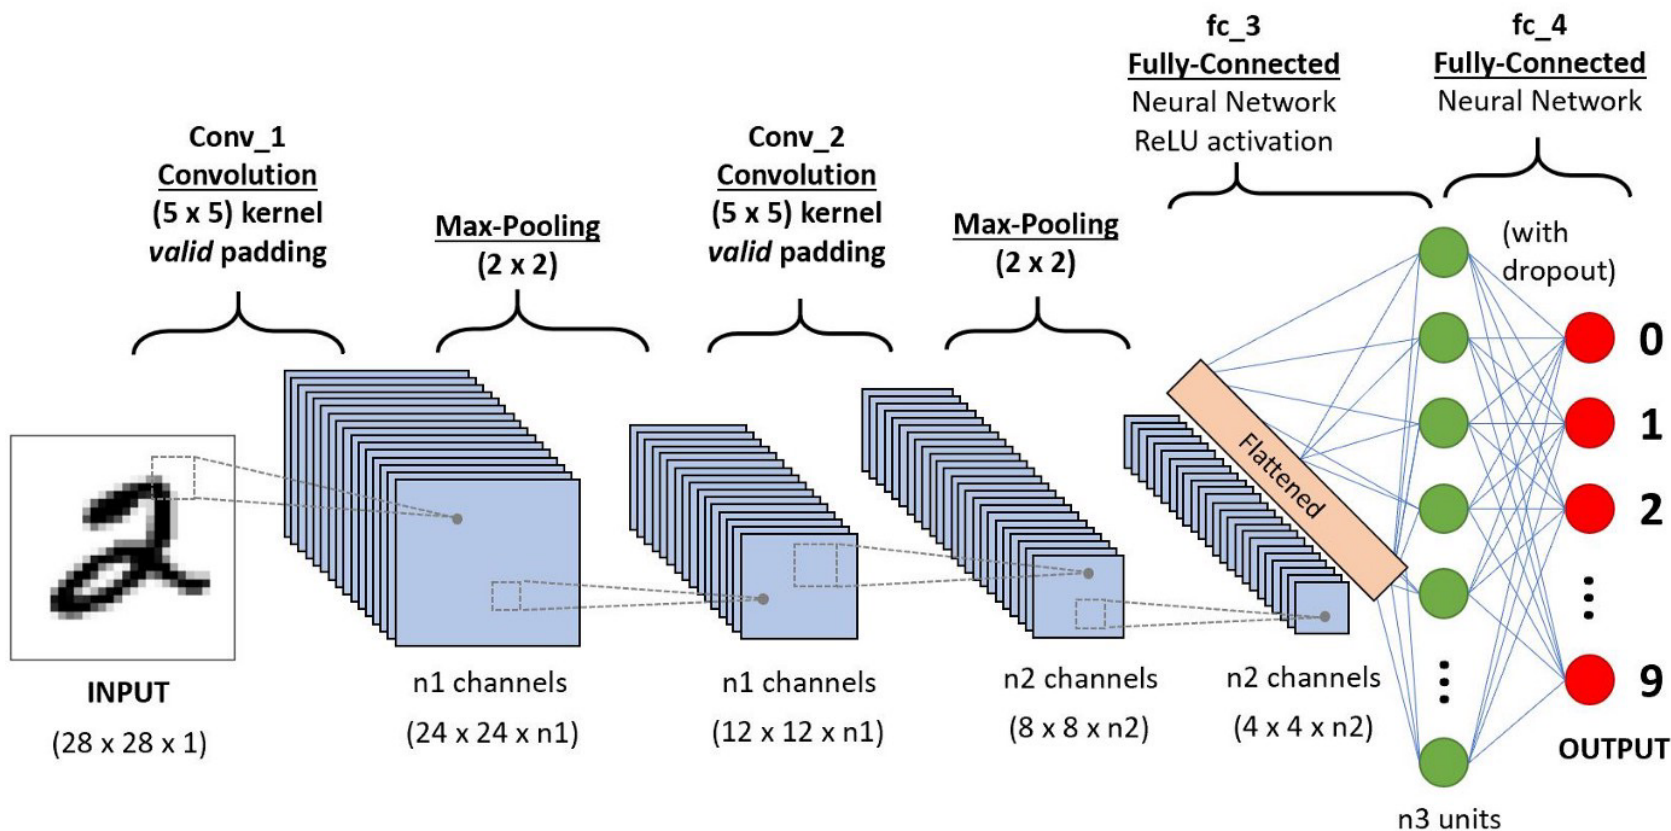 Conv_1
Convolution
(5 x 5) kernel
valid padding
Max-Pooling
(2 x 2)
Conv_2
Convolution
(5 x 5) kernel
valid padding
Max-Pooling
(2 x 2)
fc_3
Fully-Connected
Neural Network
ReLU activation
fc_4
Fully-Connected
Neural Network
(with
dropout)
2
Flattened
0
1
2
⋮
9
⋮
INPUT
(28 x 28 x 1)
n1 channels
(24 x 24 x n1)
n1 channels
(12 x 12 x n1)
n2 channels
(8 x 8 x n2)
n2 channels
(4 x 4 x n2)
n3 units
OUTPUT